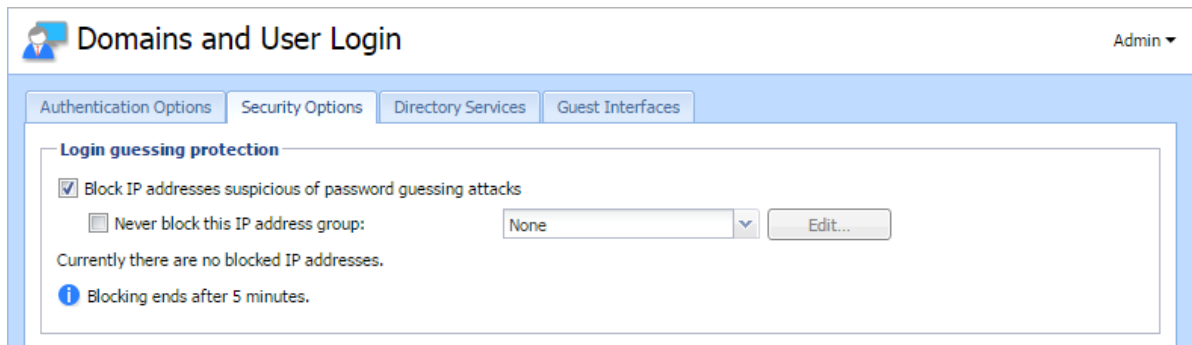 Domains and User Login
Admin
Authentication Options Security Options Directory Services Guest Interfaces
Login guessing protection
Block IP addresses suspicious of password guessing attacks
Never block this IP address group: None Edit...
Currently there are no blocked IP addresses.
Blocking ends after 5 minutes.